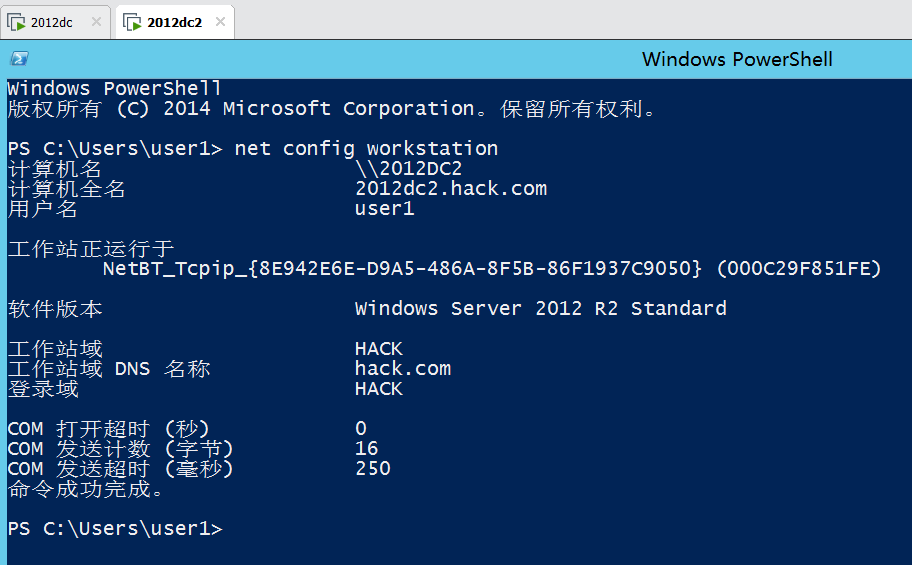 2012dc
2012dc2
Windows PowerShell
Windows PowerShell
版权所有 (C) 2014 Microsoft Corporation。保留所有权利。
PS C:\Users\user1> net config workstation
计算机名 \\2012DC2
计算机全名 2012dc2.hack.com
用户名 user1
工作站正运行于
NetBT_Tcpip_{8E942E6E-D9A5-486A-8F5B-86F1937C9050} (000C29F851FE)
软件版本 Windows Server 2012 R2 Standard
工作站域 HACK
工作站域 DNS 名称 hack.com
登录域 HACK
COM 打开超时 (秒) 0
COM 发送计数 (字节) 16
COM 发送超时 (毫秒) 250
命令成功完成。
PS C:\Users\user1>